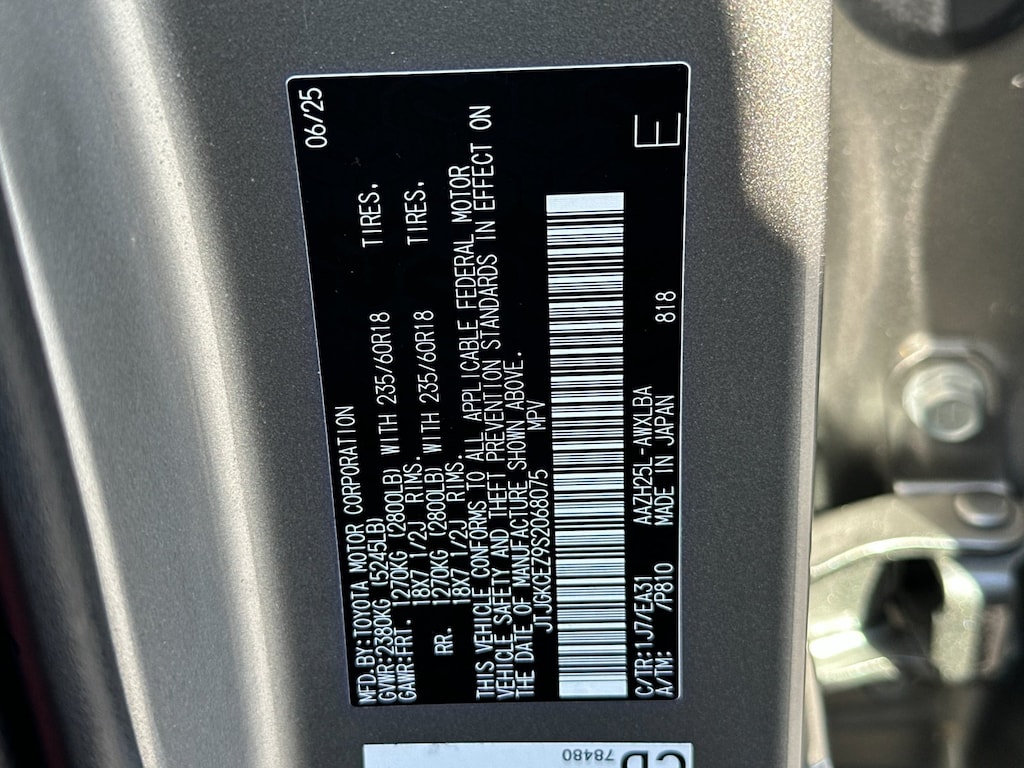 MFD.BY:TOYOTA MOTOR CORPORATION 06/25
GVWR:2380KG (5245LB)
GAWR:FRT. 1270KG (2800LB) WITH 235/60R18 TIRES.
18X7 1/2J RIMS.
RR. 1270KG (2800LB) WITH 235/60R18 TIRES.
18X7 1/2J RIMS.
THIS VEHICLE CONFORMS TO ALL APPLICABLE FEDERAL MOTOR
VEHICLE SAFETY AND THEFT PREVENTION STANDARDS IN EFFECT ON
THE DATE OF MANUFACTURE SHOWN ABOVE.
JTJGKCEZ9S2068075 MPV
C/TR:1J7/EA31 AAZH25L-AWXLBA
A/TM: /P810 MADE IN JAPAN 818 E
78480